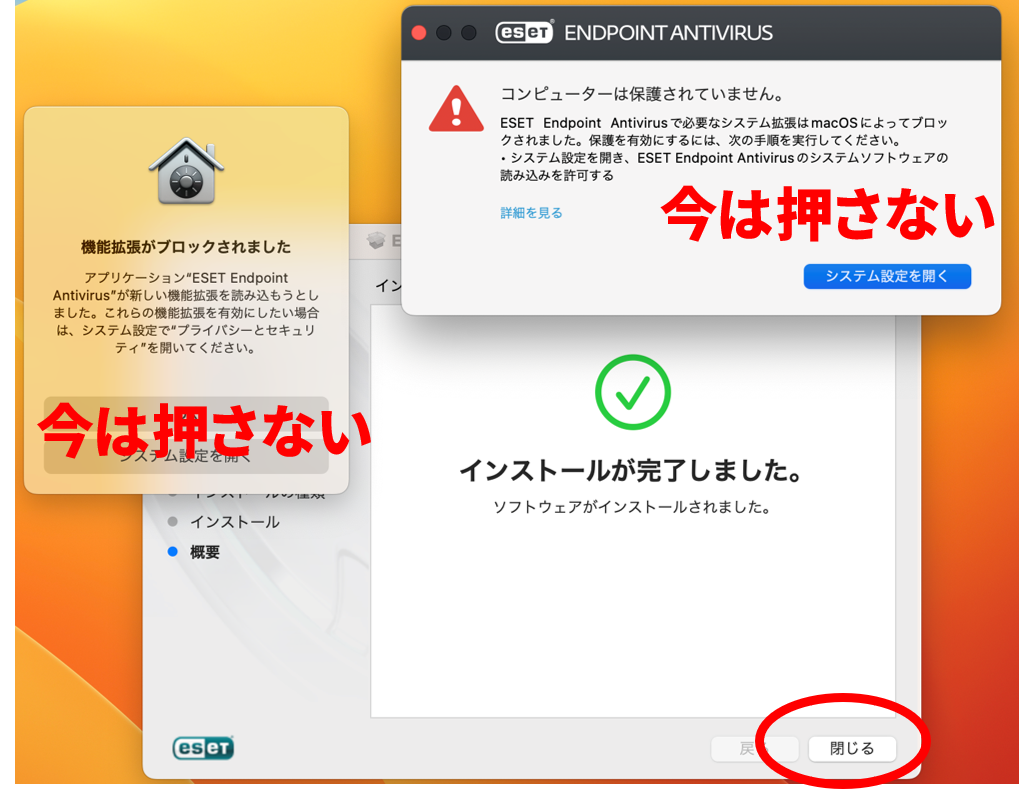 eset ENDPOINT ANTIVIRUS
コンピューターは保護されていません。
ESET Endpoint Antivirusで必要なシステム拡張はmacOSによってブロッ
クされました。保護を有効にするには、次の手順を実行してください。
• システム設定を開き、ESET Endpoint Antivirusのシステムソフトウェアの
読み込みを許可する
詳細を見る
今は押さない
システム設定を開く
機能拡張がブロックされました
アプリケーション"ESET Endpoint
Antivirus"が新しい機能拡張を読み込もうとし
ました。これらの機能拡張を有効にしたい場合
は、システム設定で"プライバシーとセキュリ
ティ"を開いてください。
今は押さない
システム設定を開く
E
イン
インストールの種類
インストール
概要
インストールが完了しました。
ソフトウェアがインストールされました。
eset
戻
閉じる